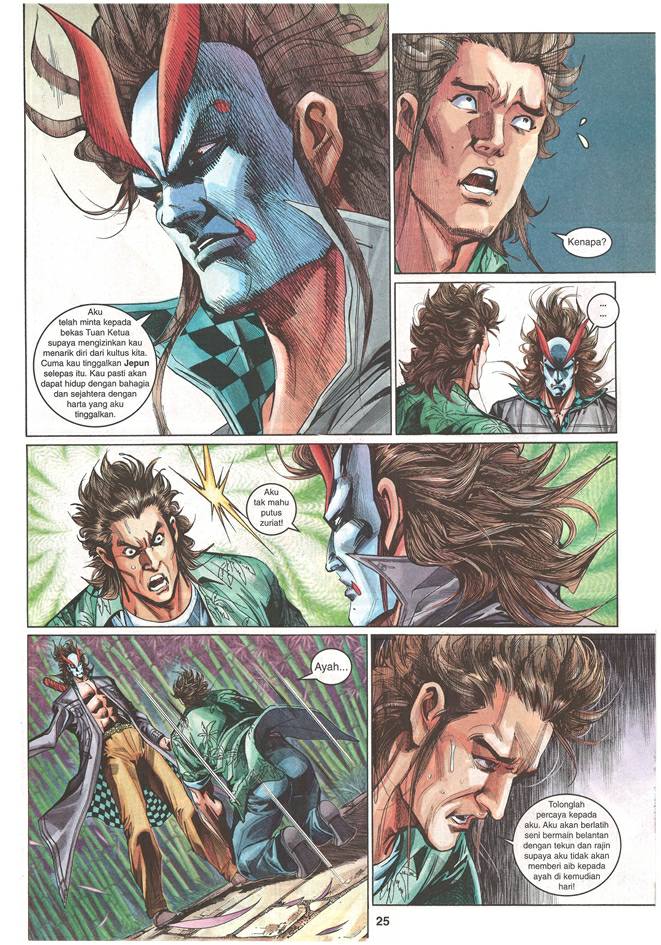 Aku
telah minta kepada
bekas Tuan Ketua
supaya mengizinkan kau
menarik diri dari kultus kita.
Cuma kau tinggalkan Jepun
selepas itu. Kau pasti akan
dapat hidup dengan bahagia
dan sejahtera dengan
harta yang aku
tinggalkan.
Kenapa?
...
...
Aku
tak mahu
putus
zuriat!
Ayah...
Tolonglah
percaya kepada
aku. Aku akan berlatih
seni bermain belantan
dengan tekun dan rajin
supaya aku tidak akan
memberi aib kepada
ayah di kemudian
hari!
25